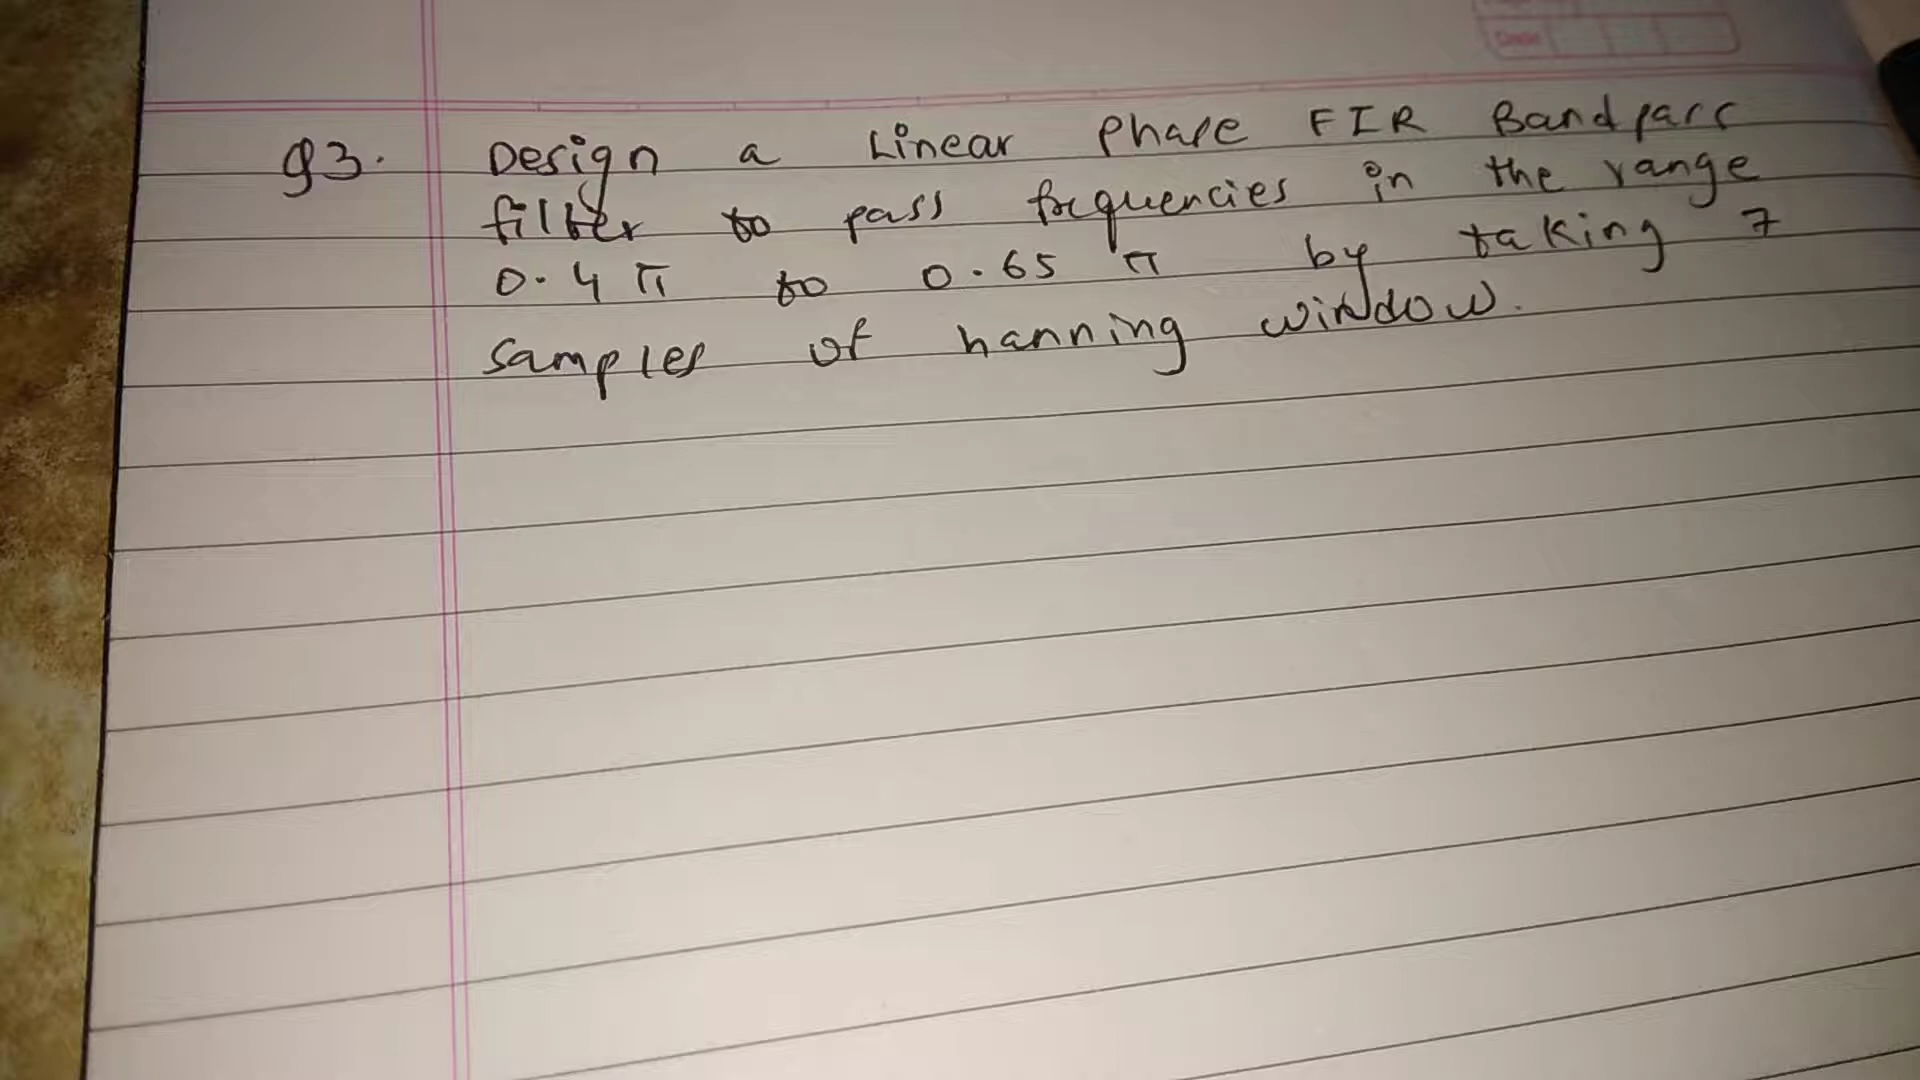 Date
Q3. Design a Linear phase FIR Bandpass
filter to pass frequencies in the range
0.4 π to 0.65 π by taking 7
samples of hanning window.